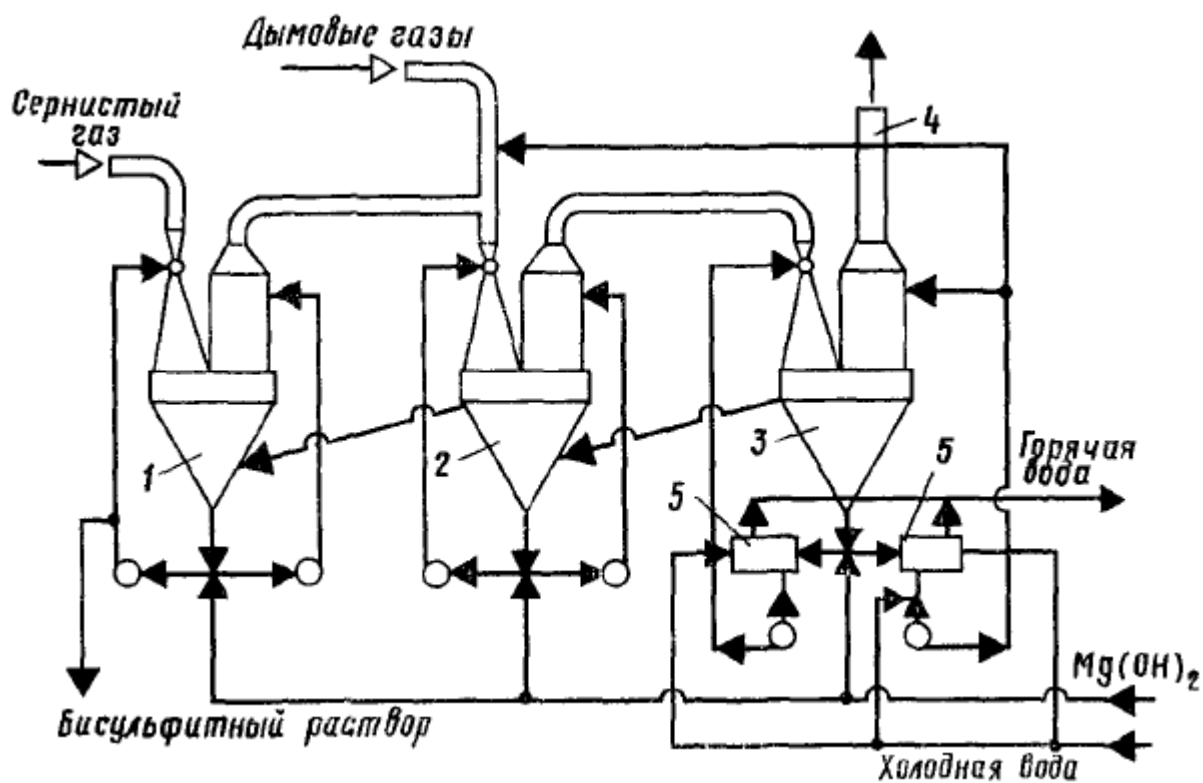 Дымовые газы
Сернистый
газ
4
1
2
3
Горячая
вода
5
5
Mg(OH)₂
Бисульфитный раствор
Холодная вода